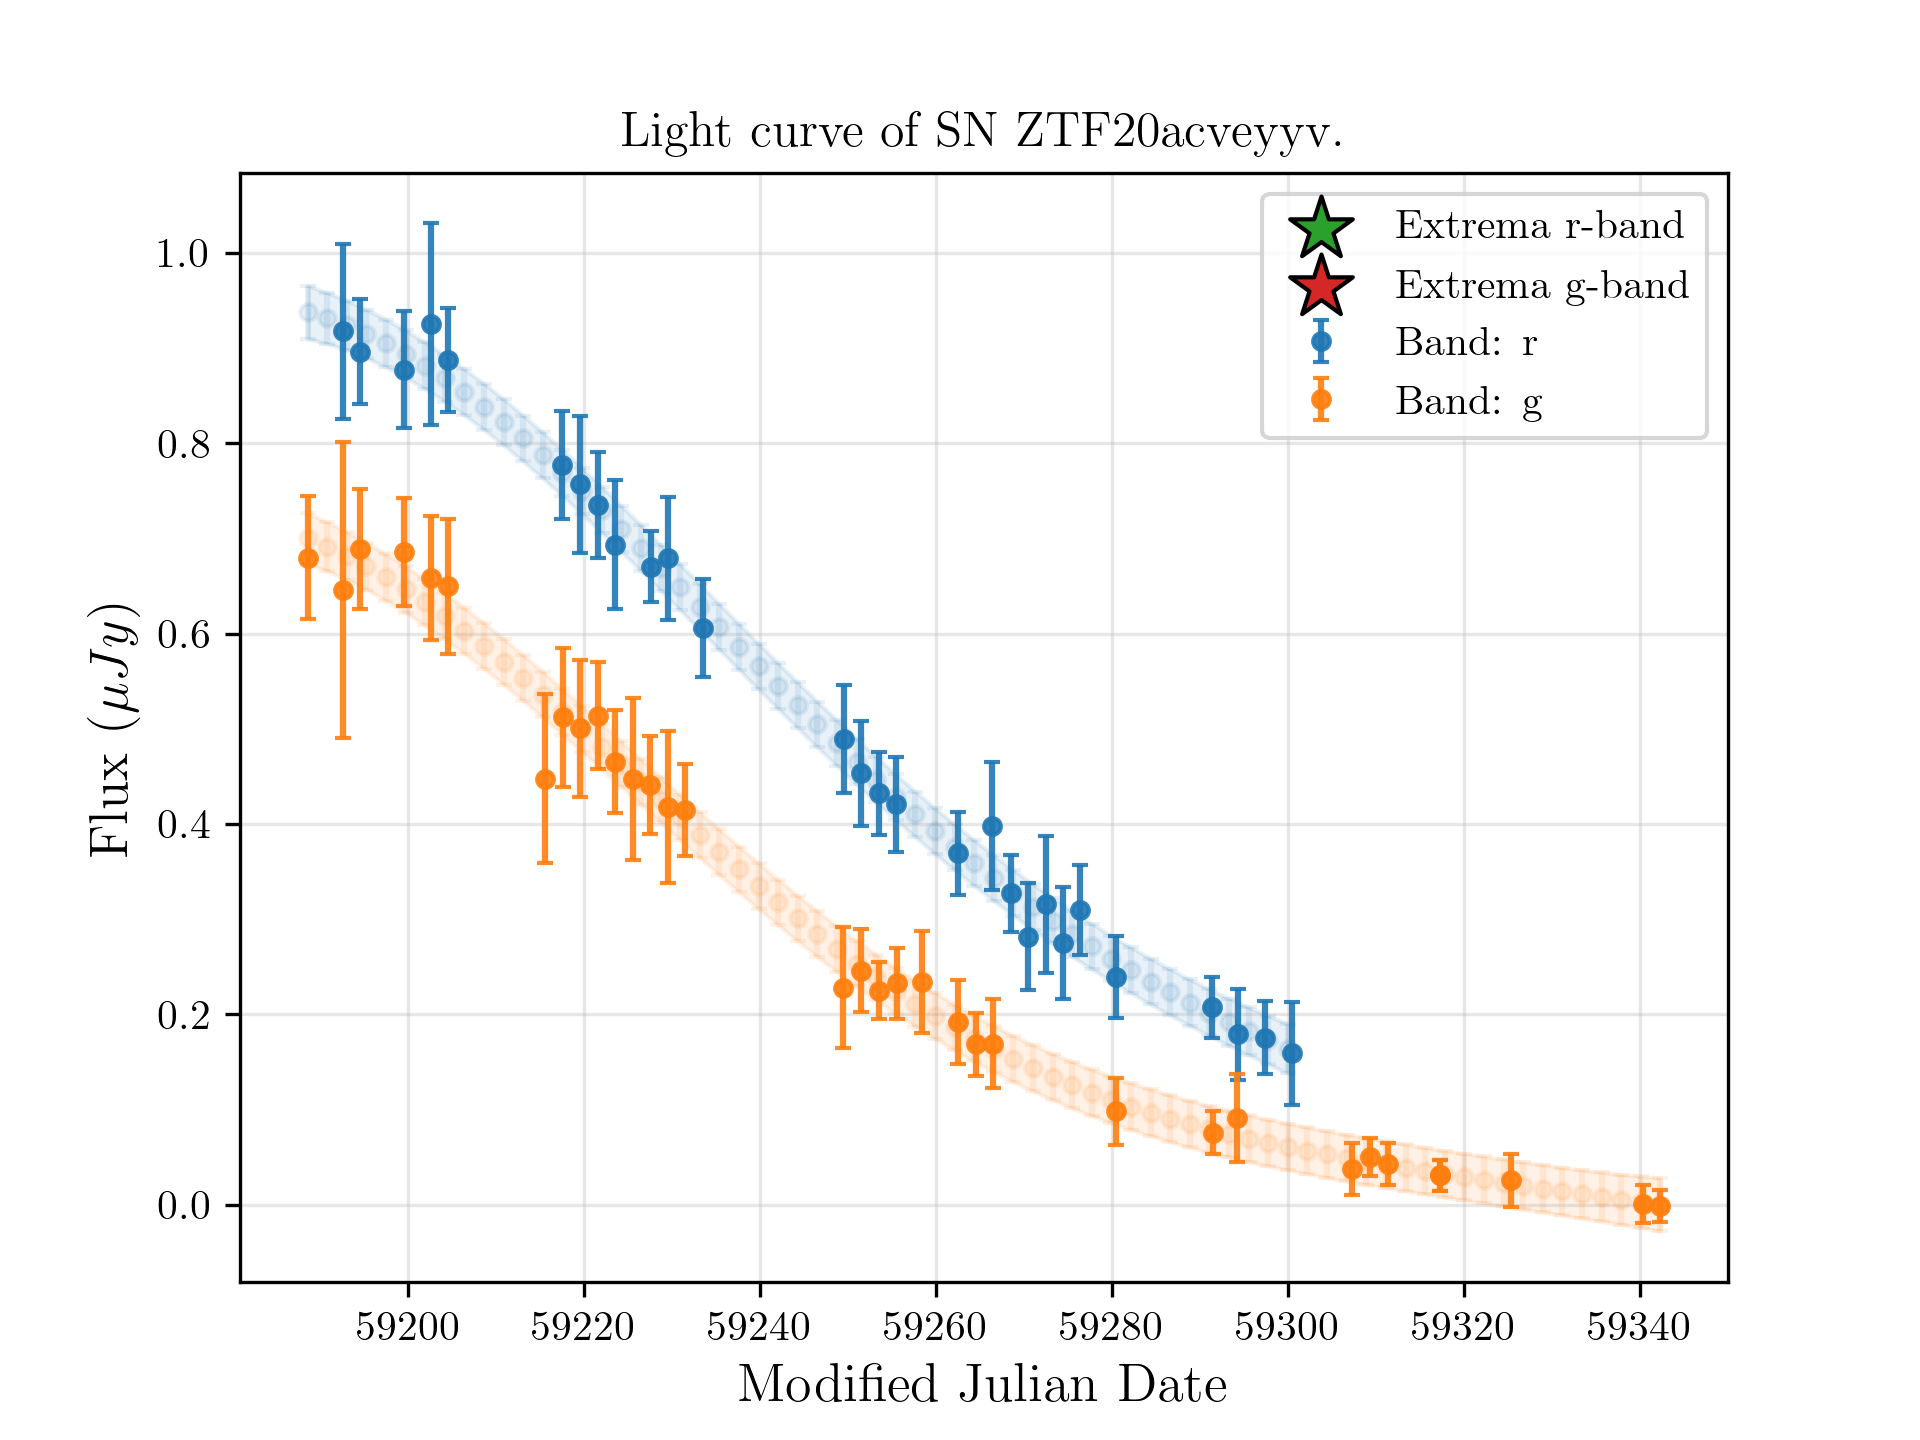 Light curve of SN ZTF20acveyyv.
Extrema r-band
Extrema g-band
Band: r
Band: g
1.0
0.8
0.6
0.4
0.2
0.0
Flux (μJy)
59200 59220 59240 59260 59280 59300 59320 59340
Modified Julian Date